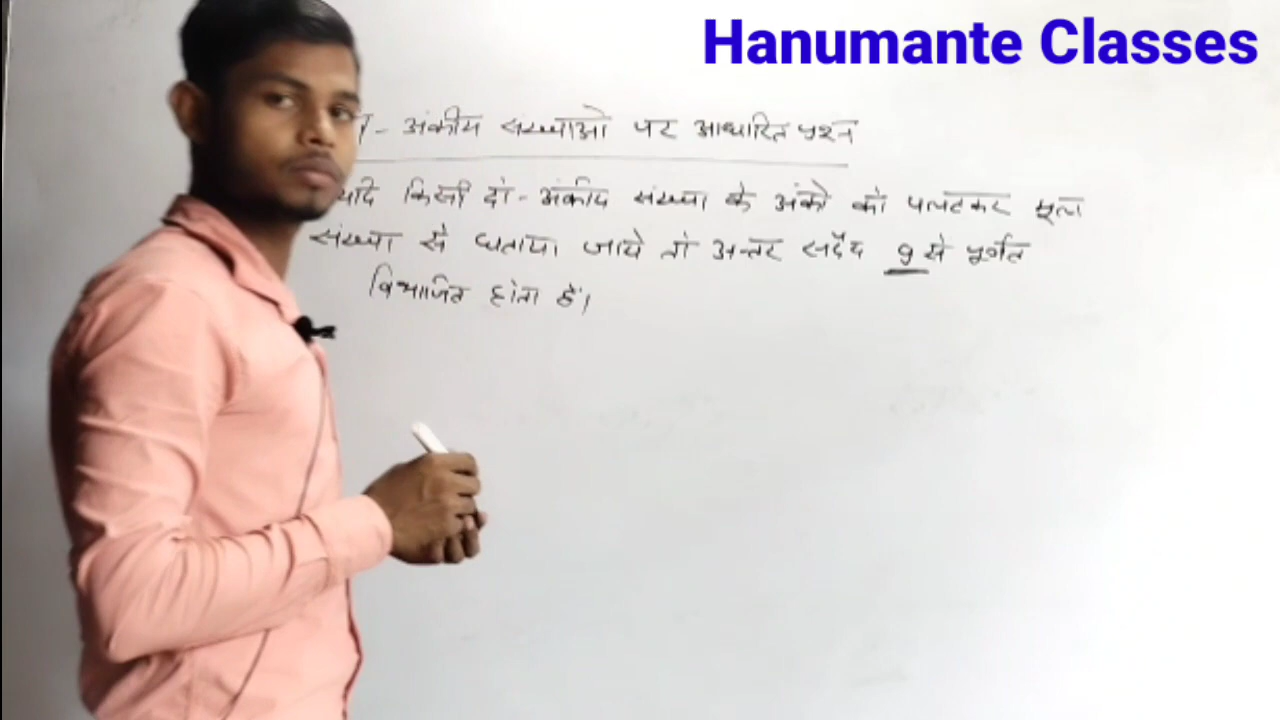 Hanumante Classes
- अंकीय संख्याओ पर आधारित प्रश्न
यदि किसी दो - अंकीय संख्या के अंको को पलटकर मूल
संख्या से घटाया जाये तो अन्तर सदैव 9 से पूर्णत
विभाजित होता हैं।